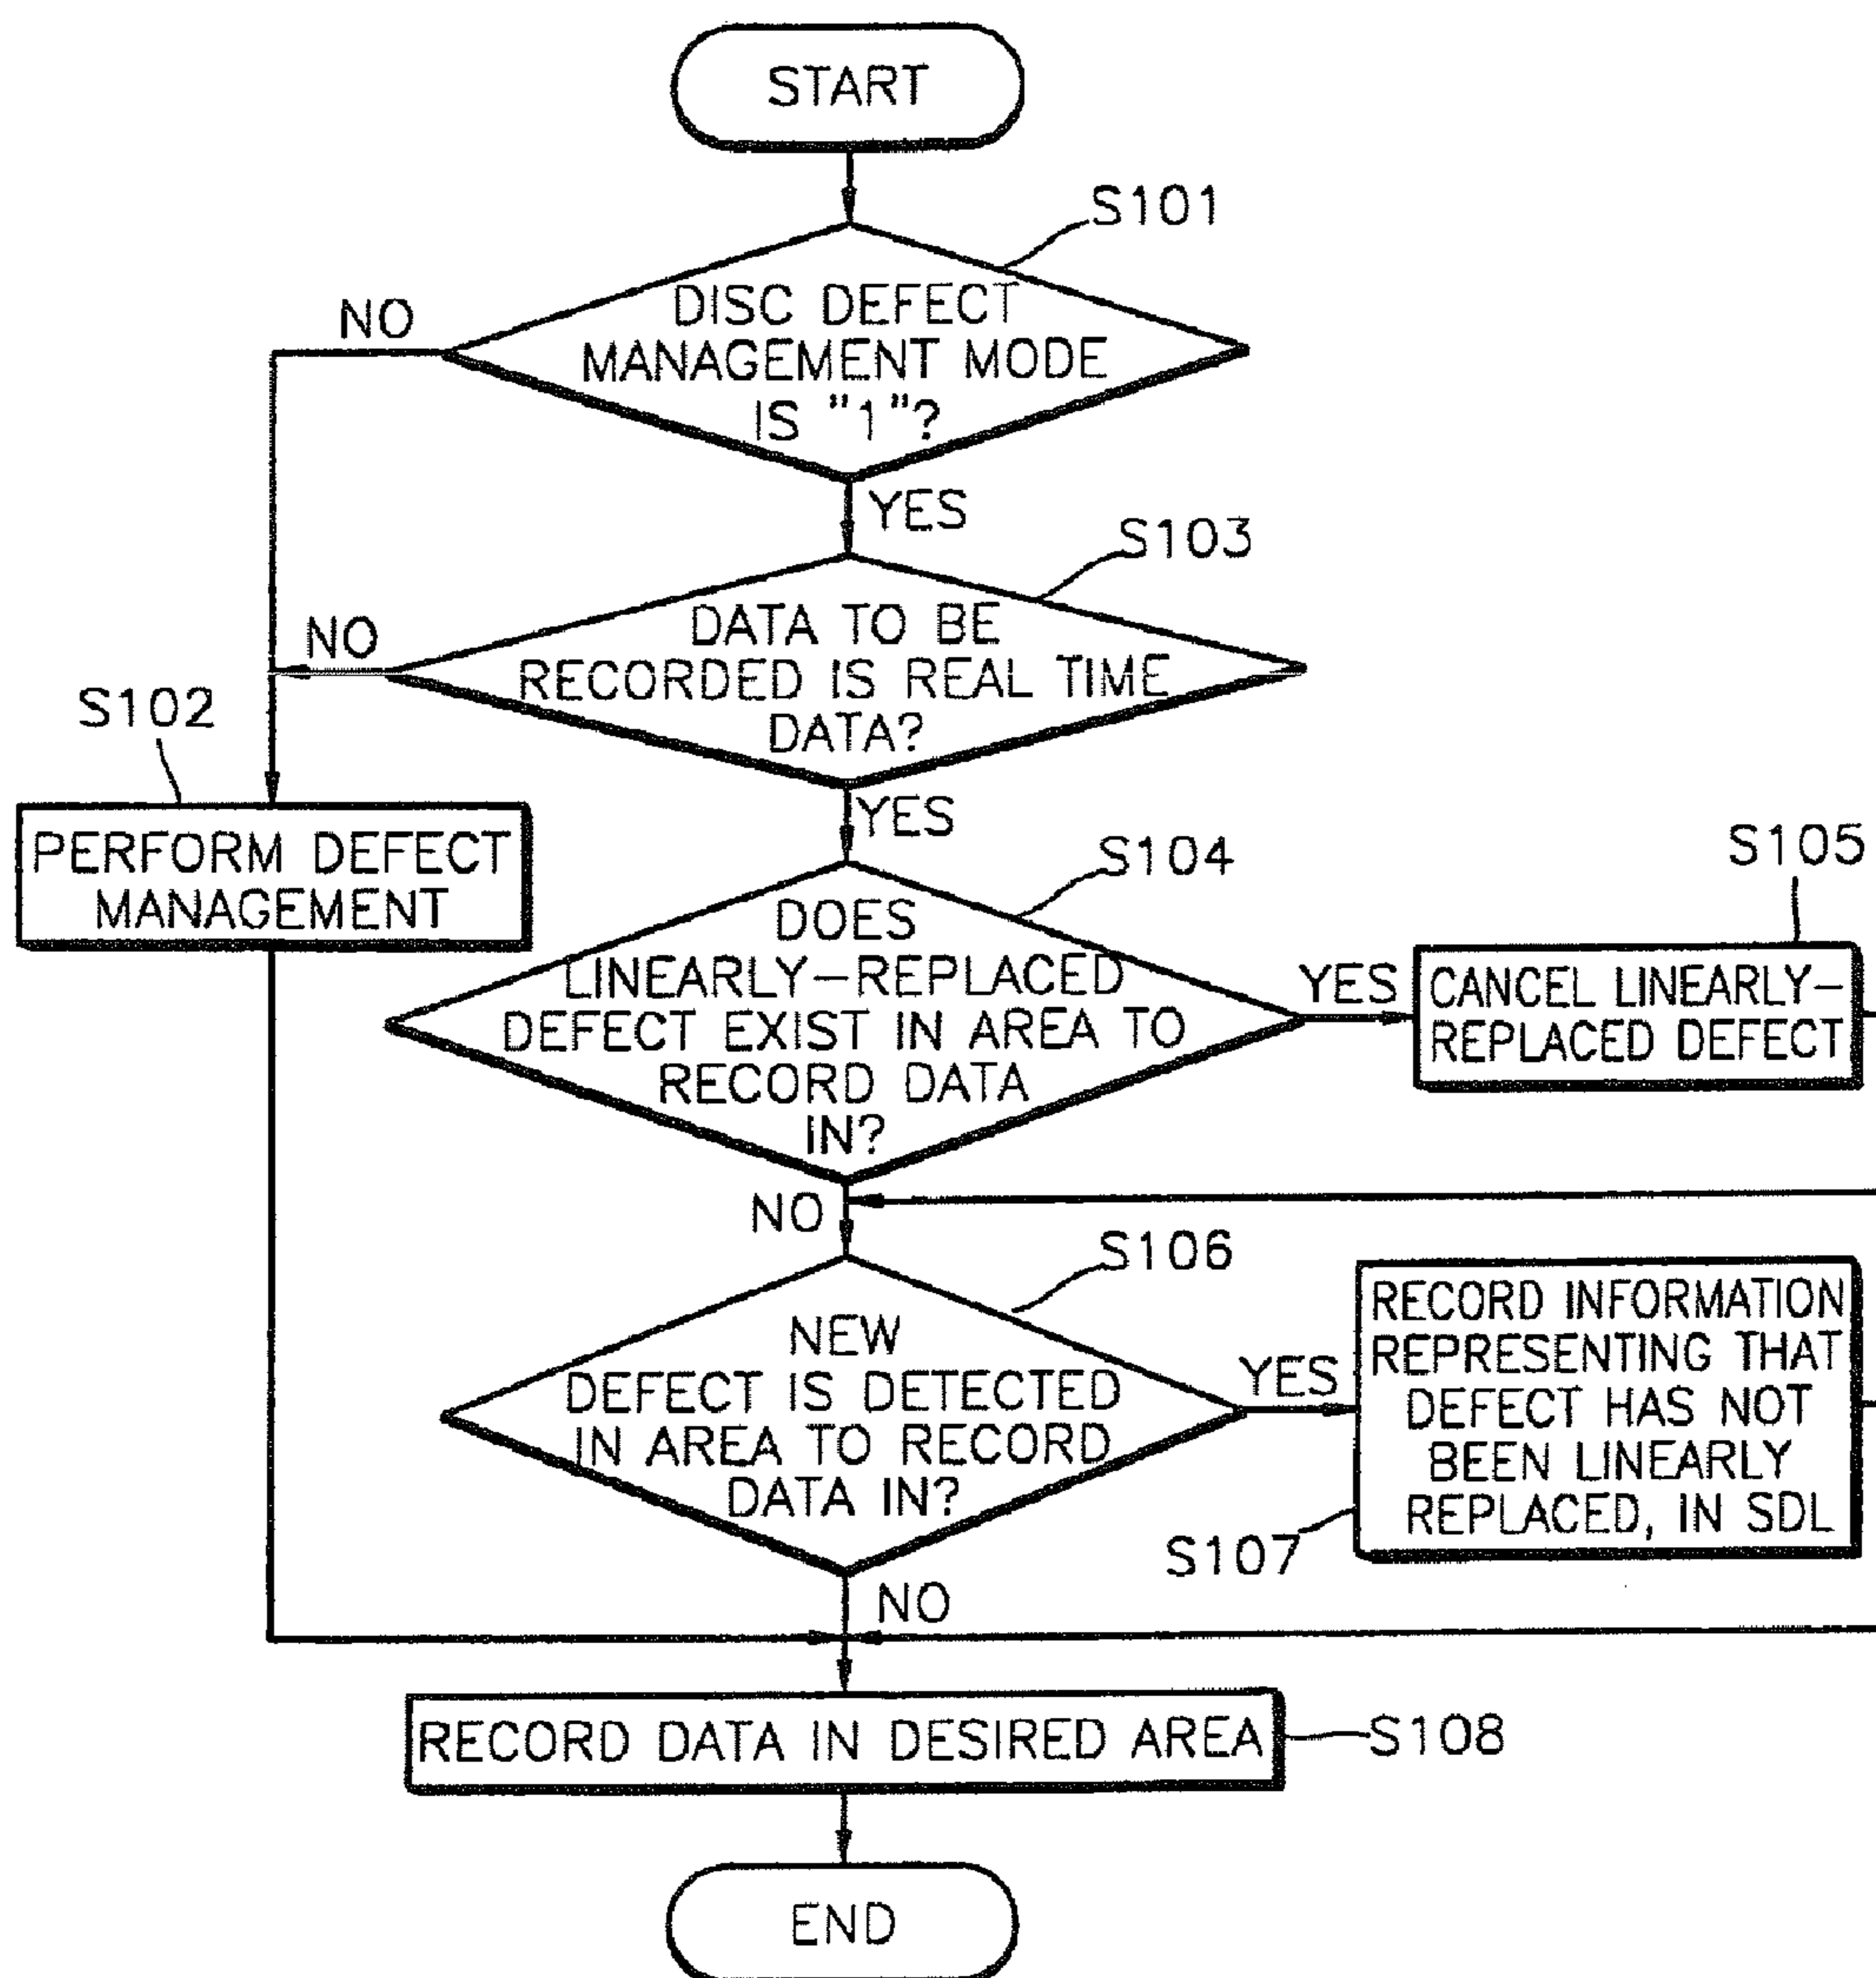 START
S101
DISC DEFECT
MANAGEMENT MODE
IS "1"?
NO
YES
S103
DATA TO BE
RECORDED IS REAL TIME
DATA?
NO
YES
S102
PERFORM DEFECT
MANAGEMENT
S104
DOES
LINEARLY-REPLACED
DEFECT EXIST IN AREA TO
RECORD DATA
IN?
YES
S105
CANCEL LINEARLY-
REPLACED DEFECT
NO
S106
NEW
DEFECT IS DETECTED
IN AREA TO RECORD
DATA IN?
YES
RECORD INFORMATION
REPRESENTING THAT
DEFECT HAS NOT
BEEN LINEARLY
REPLACED, IN SDL
S107
NO
RECORD DATA IN DESIRED AREA
S108
END